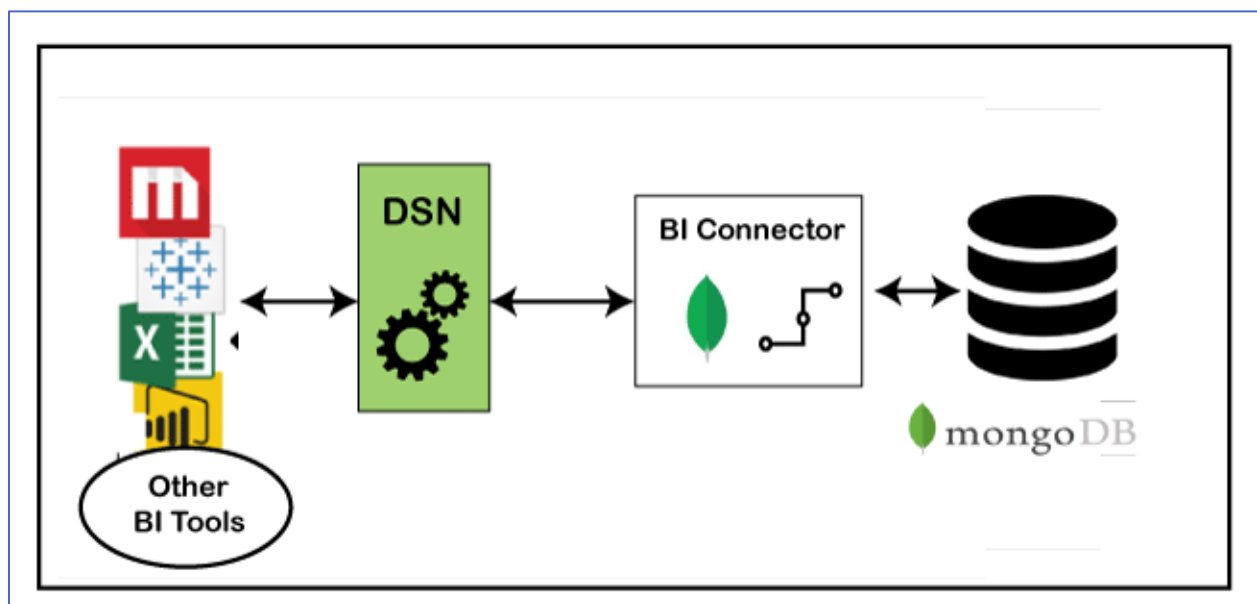 DSN
BI Connector
Other
BI Tools
X
m
mongoDB